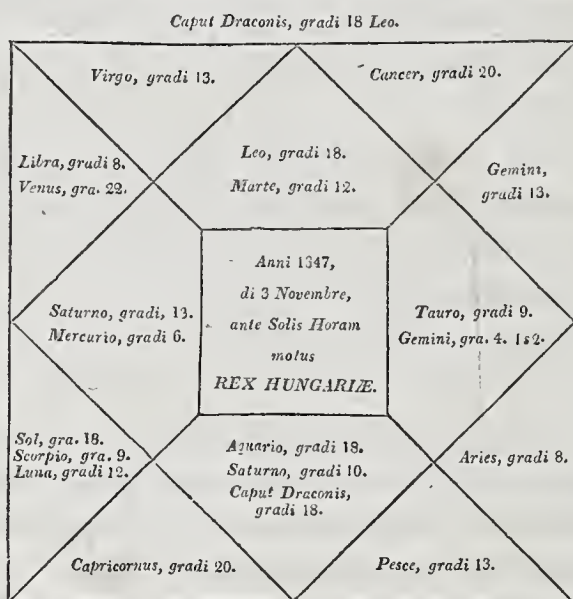 Caput Draconis, gradi 18 Leo.
Virgo, gradi 13.
Cancer, gradi 20.
Libra, gradi 8.
Venus, gra. 22.
Leo, gradi 18.
Marte, gradi 12.
Gemini,
gradi 13.
Anni 1347,
di 3 Novembre,
ante Solis Horam
motus
REX HUNGARIÆ.
Saturno, gradi, 13.
Mercurio, gradi 6.
Tauro, gradi 9.
Gemini, gra. 4. 1s2.
Sol, gra. 18.
Scorpio, gra. 9.
Luna, gradi 12.
Aquario, gradi 18.
Saturno, gradi 10.
Caput Draconis,
gradi 18.
Aries, gradi 8.
Capricornus, gradi 20.
Pesce, gradi 13.